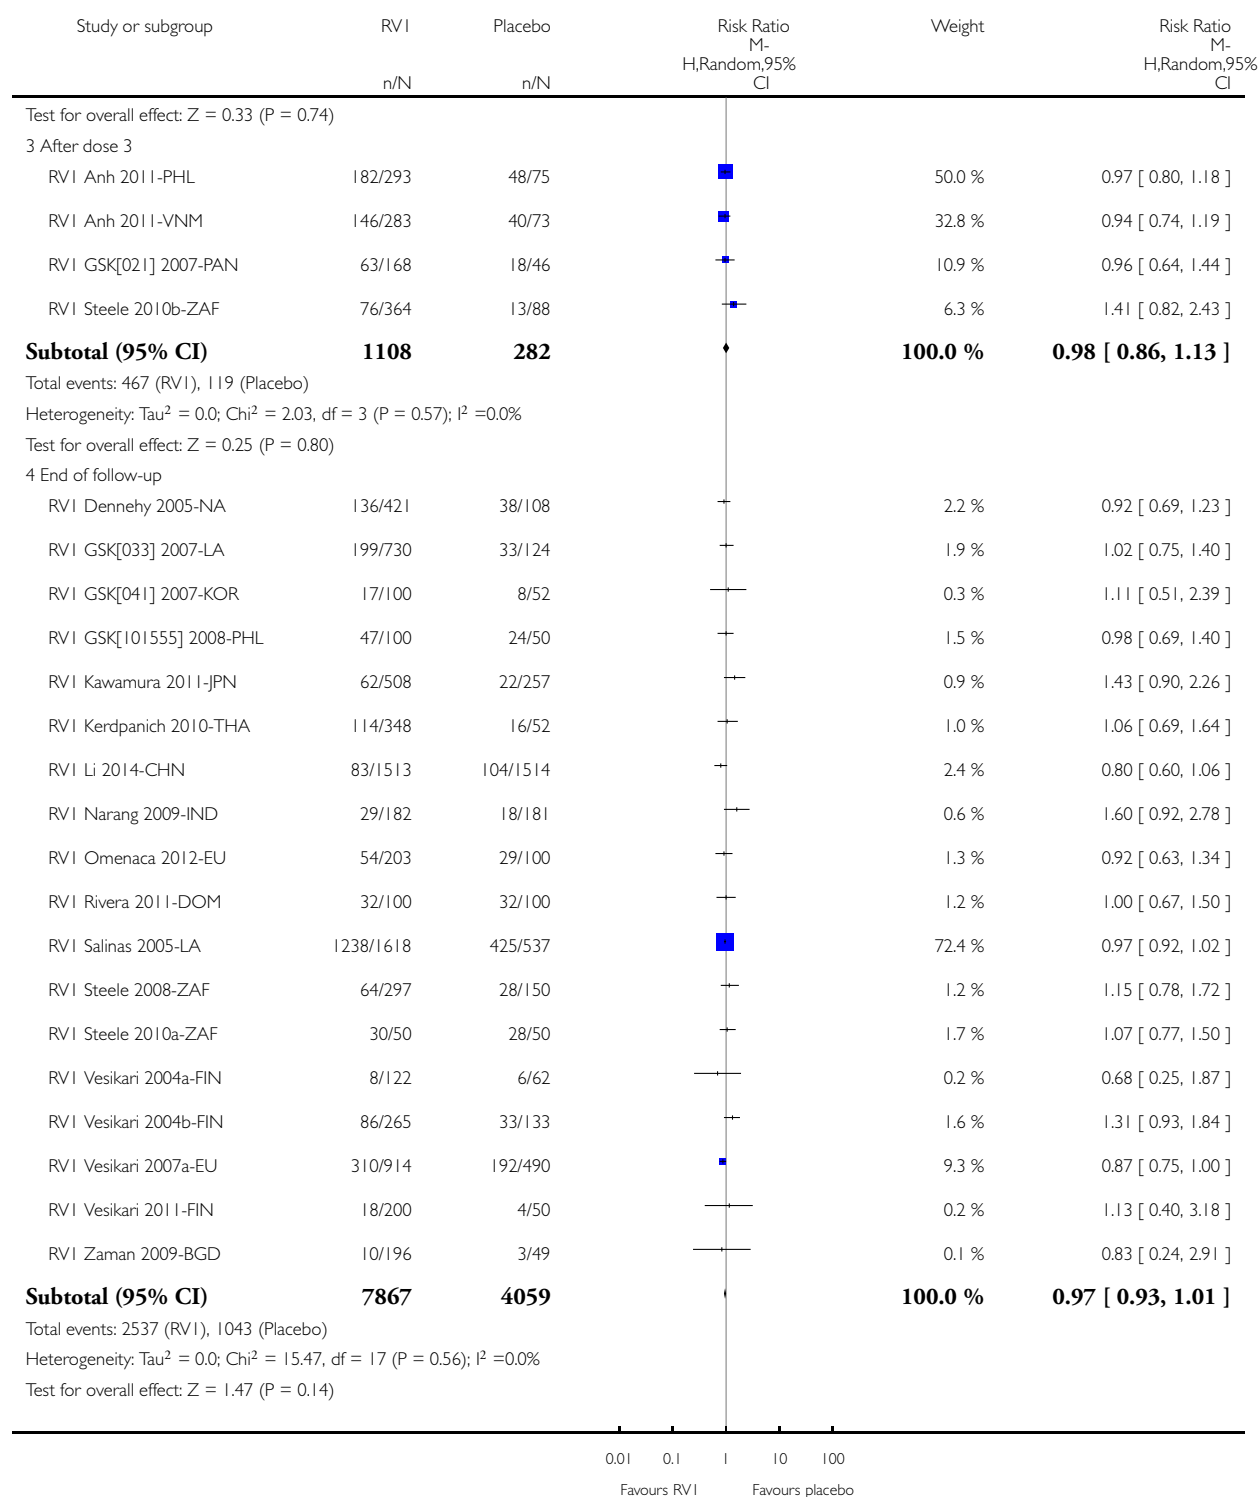 Study or subgroup RV1 Placebo Risk Ratio Weight Risk Ratio
M- M-
H,Random,95% H,Random,95%
n/N n/N CI CI
Test for overall effect: Z = 0.33 (P = 0.74)
3 After dose 3
RV1 Anh 2011-PHL 182/293 48/75 50.0 % 0.97 [ 0.80, 1.18 ]
RV1 Anh 2011-VNM 146/283 40/73 32.8 % 0.94 [ 0.74, 1.19 ]
RV1 GSK[021] 2007-PAN 63/168 18/46 10.9 % 0.96 [ 0.64, 1.44 ]
RV1 Steele 2010b-ZAF 76/364 13/88 6.3 % 1.41 [ 0.82, 2.43 ]
Subtotal (95% CI) 1108 282 100.0 % 0.98 [ 0.86, 1.13 ]
Total events: 467 (RV1), 119 (Placebo)
Heterogeneity: Tau² = 0.0; Chi² = 2.03, df = 3 (P = 0.57); I² =0.0%
Test for overall effect: Z = 0.25 (P = 0.80)
4 End of follow-up
RV1 Dennehy 2005-NA 136/421 38/108 2.2 % 0.92 [ 0.69, 1.23 ]
RV1 GSK[033] 2007-LA 199/730 33/124 1.9 % 1.02 [ 0.75, 1.40 ]
RV1 GSK[041] 2007-KOR 17/100 8/52 0.3 % 1.11 [ 0.51, 2.39 ]
RV1 GSK[101555] 2008-PHL 47/100 24/50 1.5 % 0.98 [ 0.69, 1.40 ]
RV1 Kawamura 2011-JPN 62/508 22/257 0.9 % 1.43 [ 0.90, 2.26 ]
RV1 Kerdpanich 2010-THA 114/348 16/52 1.0 % 1.06 [ 0.69, 1.64 ]
RV1 Li 2014-CHN 83/1513 104/1514 2.4 % 0.80 [ 0.60, 1.06 ]
RV1 Narang 2009-IND 29/182 18/181 0.6 % 1.60 [ 0.92, 2.78 ]
RV1 Omenaca 2012-EU 54/203 29/100 1.3 % 0.92 [ 0.63, 1.34 ]
RV1 Rivera 2011-DOM 32/100 32/100 1.2 % 1.00 [ 0.67, 1.50 ]
RV1 Salinas 2005-LA 1238/1618 425/537 72.4 % 0.97 [ 0.92, 1.02 ]
RV1 Steele 2008-ZAF 64/297 28/150 1.2 % 1.15 [ 0.78, 1.72 ]
RV1 Steele 2010a-ZAF 30/50 28/50 1.7 % 1.07 [ 0.77, 1.50 ]
RV1 Vesikari 2004a-FIN 8/122 6/62 0.2 % 0.68 [ 0.25, 1.87 ]
RV1 Vesikari 2004b-FIN 86/265 33/133 1.6 % 1.31 [ 0.93, 1.84 ]
RV1 Vesikari 2007a-EU 310/914 192/490 9.3 % 0.87 [ 0.75, 1.00 ]
RV1 Vesikari 2011-FIN 18/200 4/50 0.2 % 1.13 [ 0.40, 3.18 ]
RV1 Zaman 2009-BGD 10/196 3/49 0.1 % 0.83 [ 0.24, 2.91 ]
Subtotal (95% CI) 7867 4059 100.0 % 0.97 [ 0.93, 1.01 ]
Total events: 2537 (RV1), 1043 (Placebo)
Heterogeneity: Tau² = 0.0; Chi² = 15.47, df = 17 (P = 0.56); I² =0.0%
Test for overall effect: Z = 1.47 (P = 0.14)
0.01 0.1 1 10 100
Favours RV1 Favours placebo